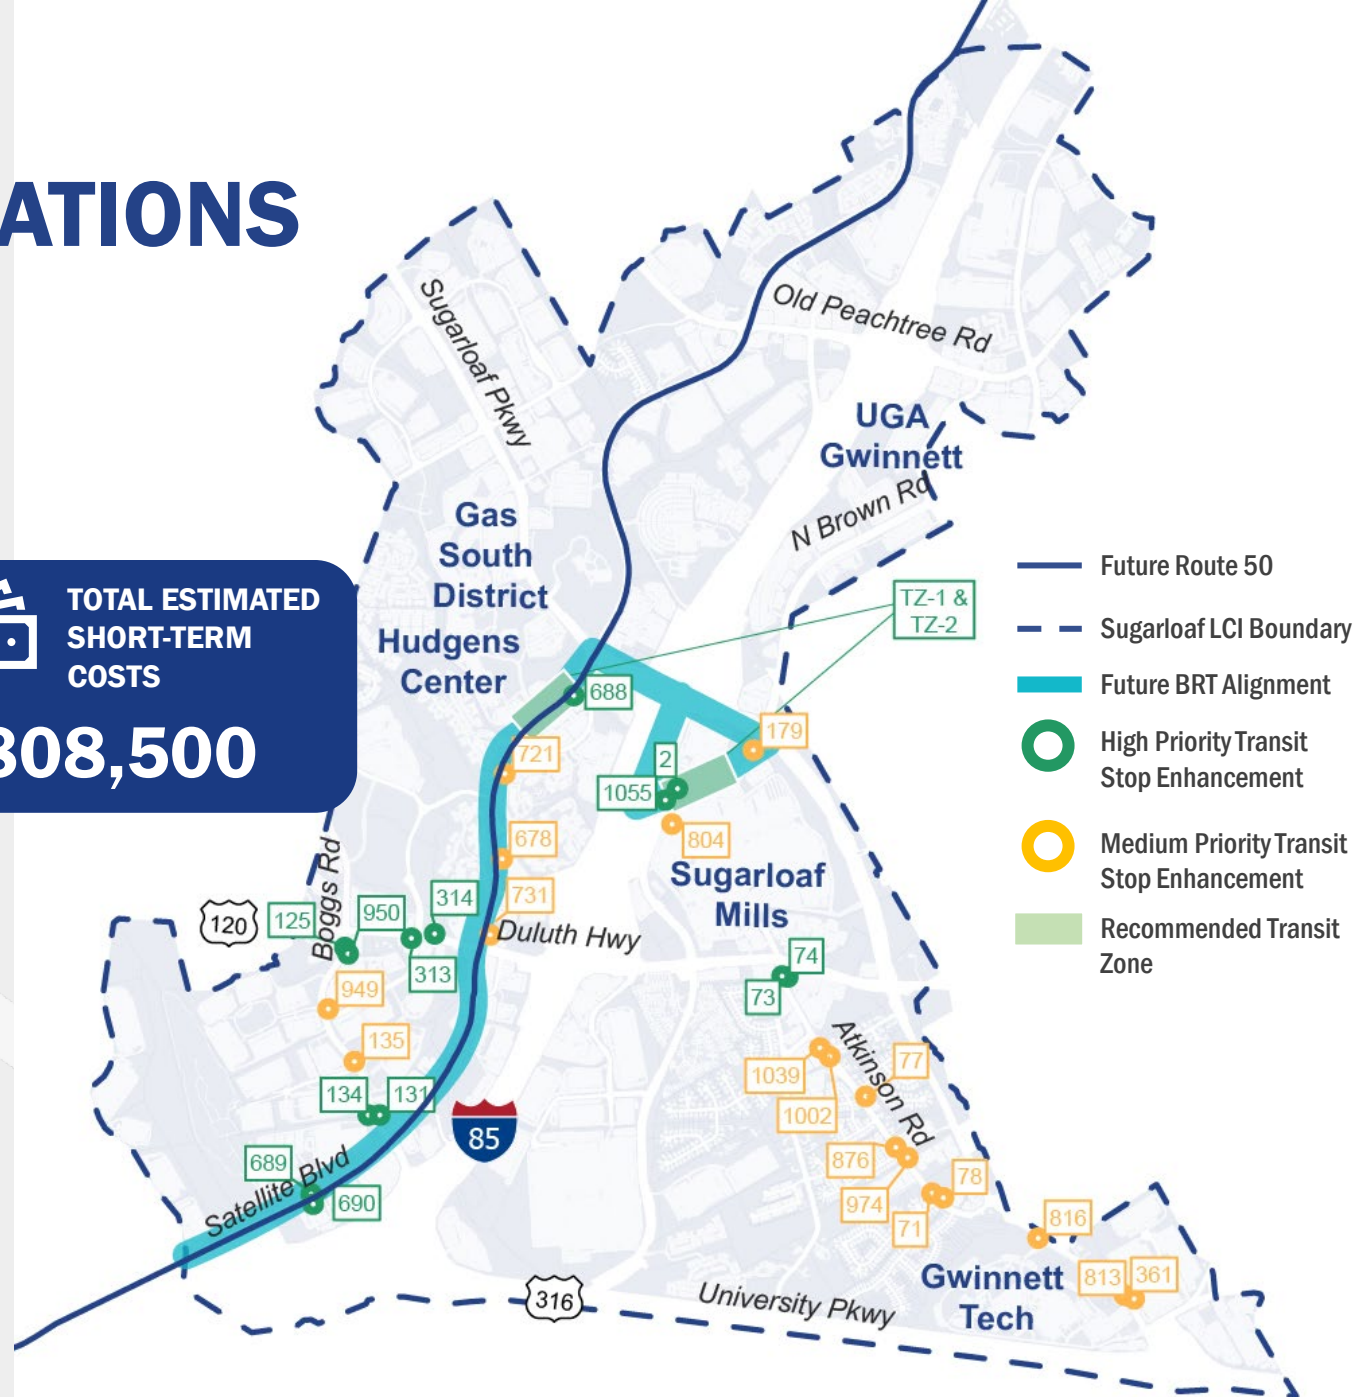 ATIONS
TOTAL ESTIMATED
SHORT-TERM
COSTS
808,500
Sugarloaf Pkwy
Old Peachtree Rd
UGA
Gwinnett
N Brown Rd
Gas
South
District
Hudgens
Center
TZ-1 &
TZ-2
688
179
721
2
1055
804
678
731
Sugarloaf
Mills
Boggs Rd
120
125
950
314
313
Duluth Hwy
949
135
134
131
74
73
Atkinson Rd
1039
1002
77
85
689
690
Satellite Blvd
876
974
78
71
816
813
361
Gwinnett
Tech
316
University Pkwy
Future Route 50
Sugarloaf LCI Boundary
Future BRT Alignment
High Priority Transit
Stop Enhancement
Medium Priority Transit
Stop Enhancement
Recommended Transit
Zone